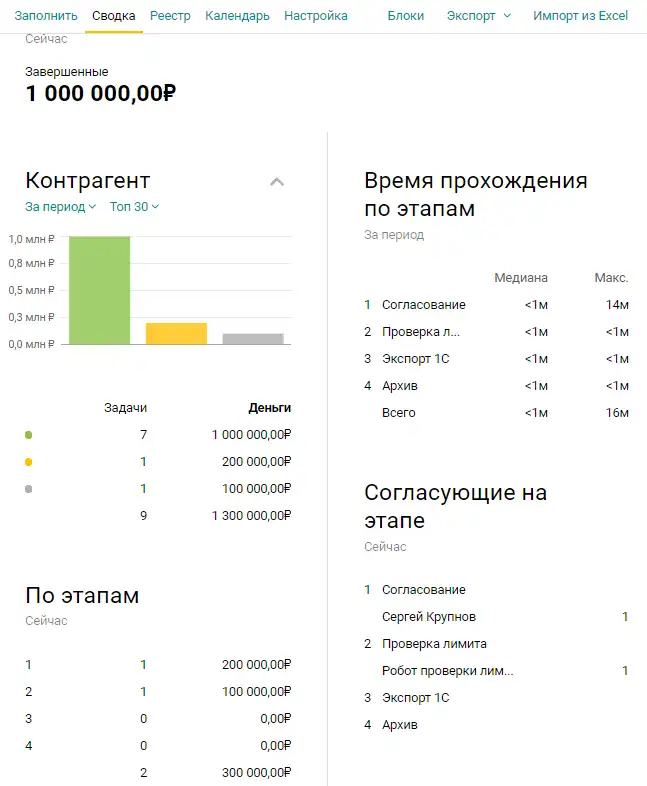 Заполнить Сводка Реестр Календарь Настройка Блоки Экспорт Импорт из Excel
Сейчас
Завершенные
1 000 000,00₽
Контрагент
За период Топ 30
1,0 млн ₽
0,8 млн ₽
0,5 млн ₽
0,3 млн ₽
0,0 млн ₽
Задачи Деньги
7 1 000 000,00₽
1 200 000,00₽
1 100 000,00₽
9 1 300 000,00₽
По этапам
Сейчас
1 1 200 000,00₽
2 1 100 000,00₽
3 0 0,00₽
4 0 0,00₽
2 300 000,00₽
Время прохождения
по этапам
За период
Медиана Макс.
1 Согласование <1м 14м
2 Проверка л... <1м <1м
3 Экспорт 1С <1м <1м
4 Архив <1м <1м
Всего <1м 16м
Согласующие на
этапе
Сейчас
1 Согласование
Сергей Крупнов 1
2 Проверка лимита
Робот проверки лим... 1
3 Экспорт 1С
4 Архив